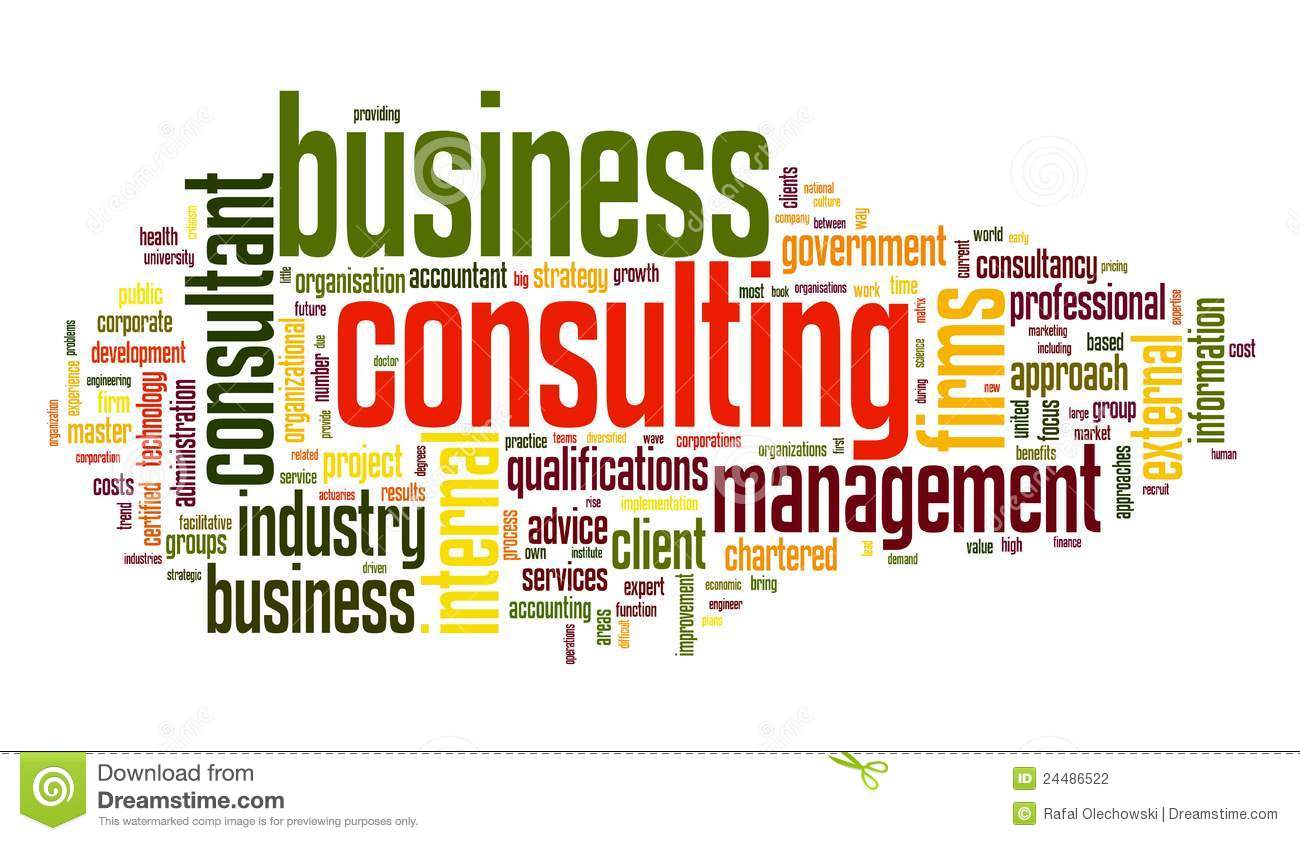 providing
business
consultant
clients
national
culture
company
between
way
criticism
health
university
government
current
world
early
little
organisation
accountant
big
strategy
growth
consultancy
pricing
most
book
organisations
work
time
public
future
consulting
matrix
firms
professional
expertise
information
corporate
problems
organizational
due
number
doctor
science
marketing
including
based
external
cost
development
engineering
experience
technology
administration
during
new
approach
firm
organization
provide
united
focus
large
group
master
market
practice
teams
diversified
wave
corporations
organizations
first
corporation
related
project
degrees
internal
qualifications
management
benefits
approaches
human
service
costs
certified
actuaries
results
rise
implementation
recruit
trend
facilitative
industry
process
advice
client
groups
own
institute
chartered
lead
demand
value
high
finance
industries
strategic
driven
business
services
expert
improvement
economic
bring
accounting
areas
function
difficult
engineer
plans
operations
dreamstime
Download from
Dreamstime.com
This watermarked comp image is for previewing purposes only.
ID 24486522
© Rafal Olechowski | Dreamstime.com